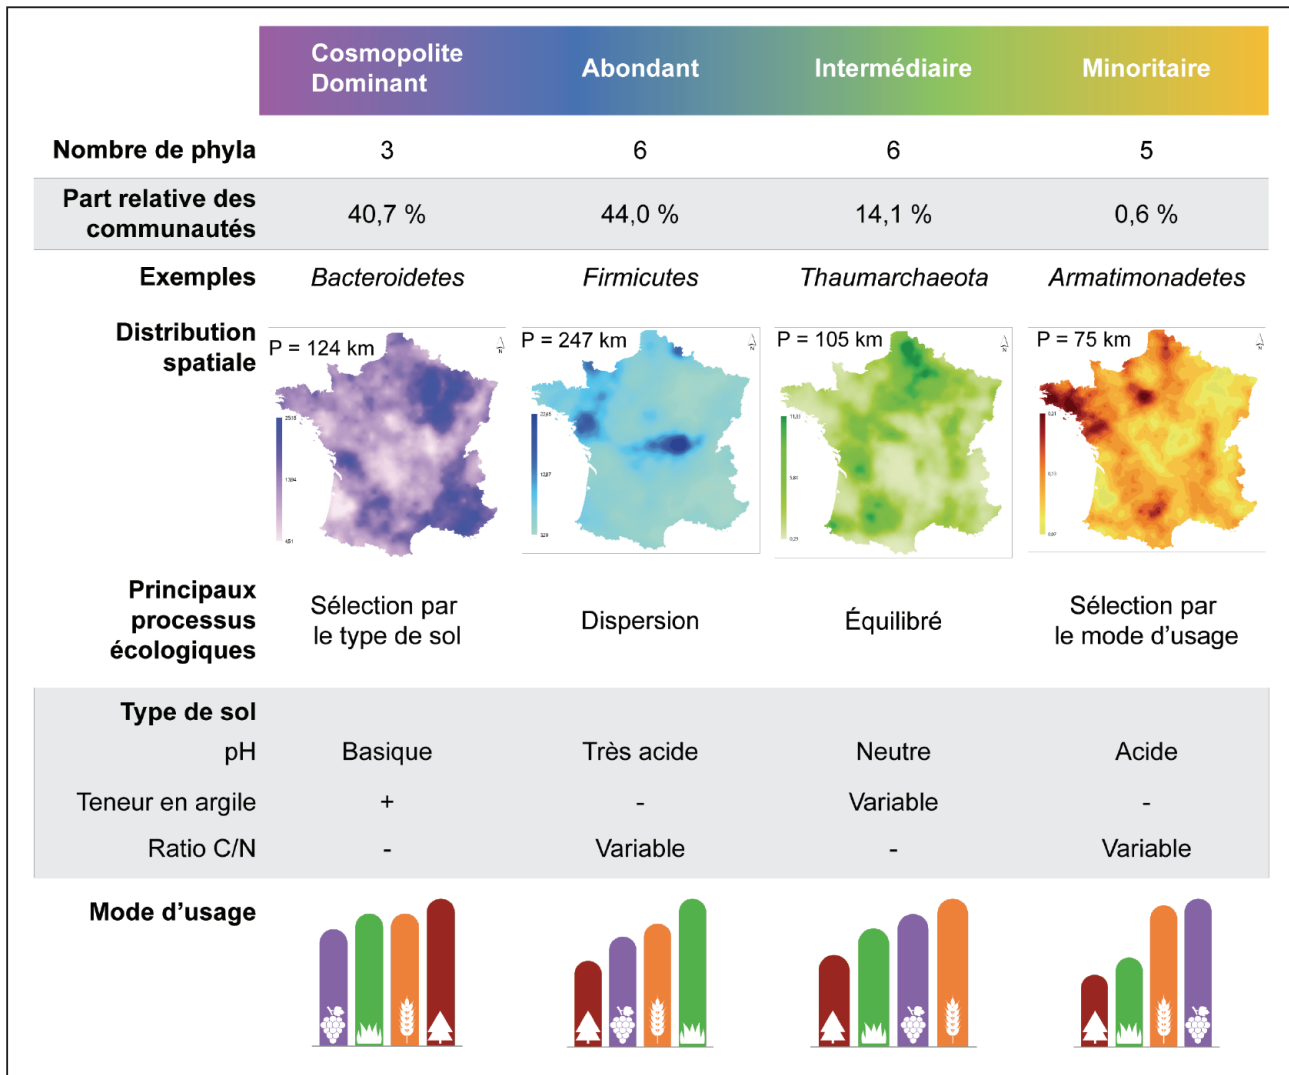 Cosmopolite
Dominant
Abondant
Intermédiaire
Minoritaire
Nombre de phyla
3
6
6
5
Part relative des
communautés
40,7 %
44,0 %
14,1 %
0,6 %
Exemples
Bacteroidetes
Firmicutes
Thaumarchaeota
Armatimonadetes
Distribution
spatiale
P = 124 km
P = 247 km
P = 105 km
P = 75 km
Principaux
processus
écologiques
Sélection par
le type de sol
Dispersion
Équilibré
Sélection par
le mode d'usage
Type de sol
pH
Basique
Très acide
Neutre
Acide
Teneur en argile
+
-
Variable
-
Ratio C/N
-
Variable
-
Variable
Mode d'usage